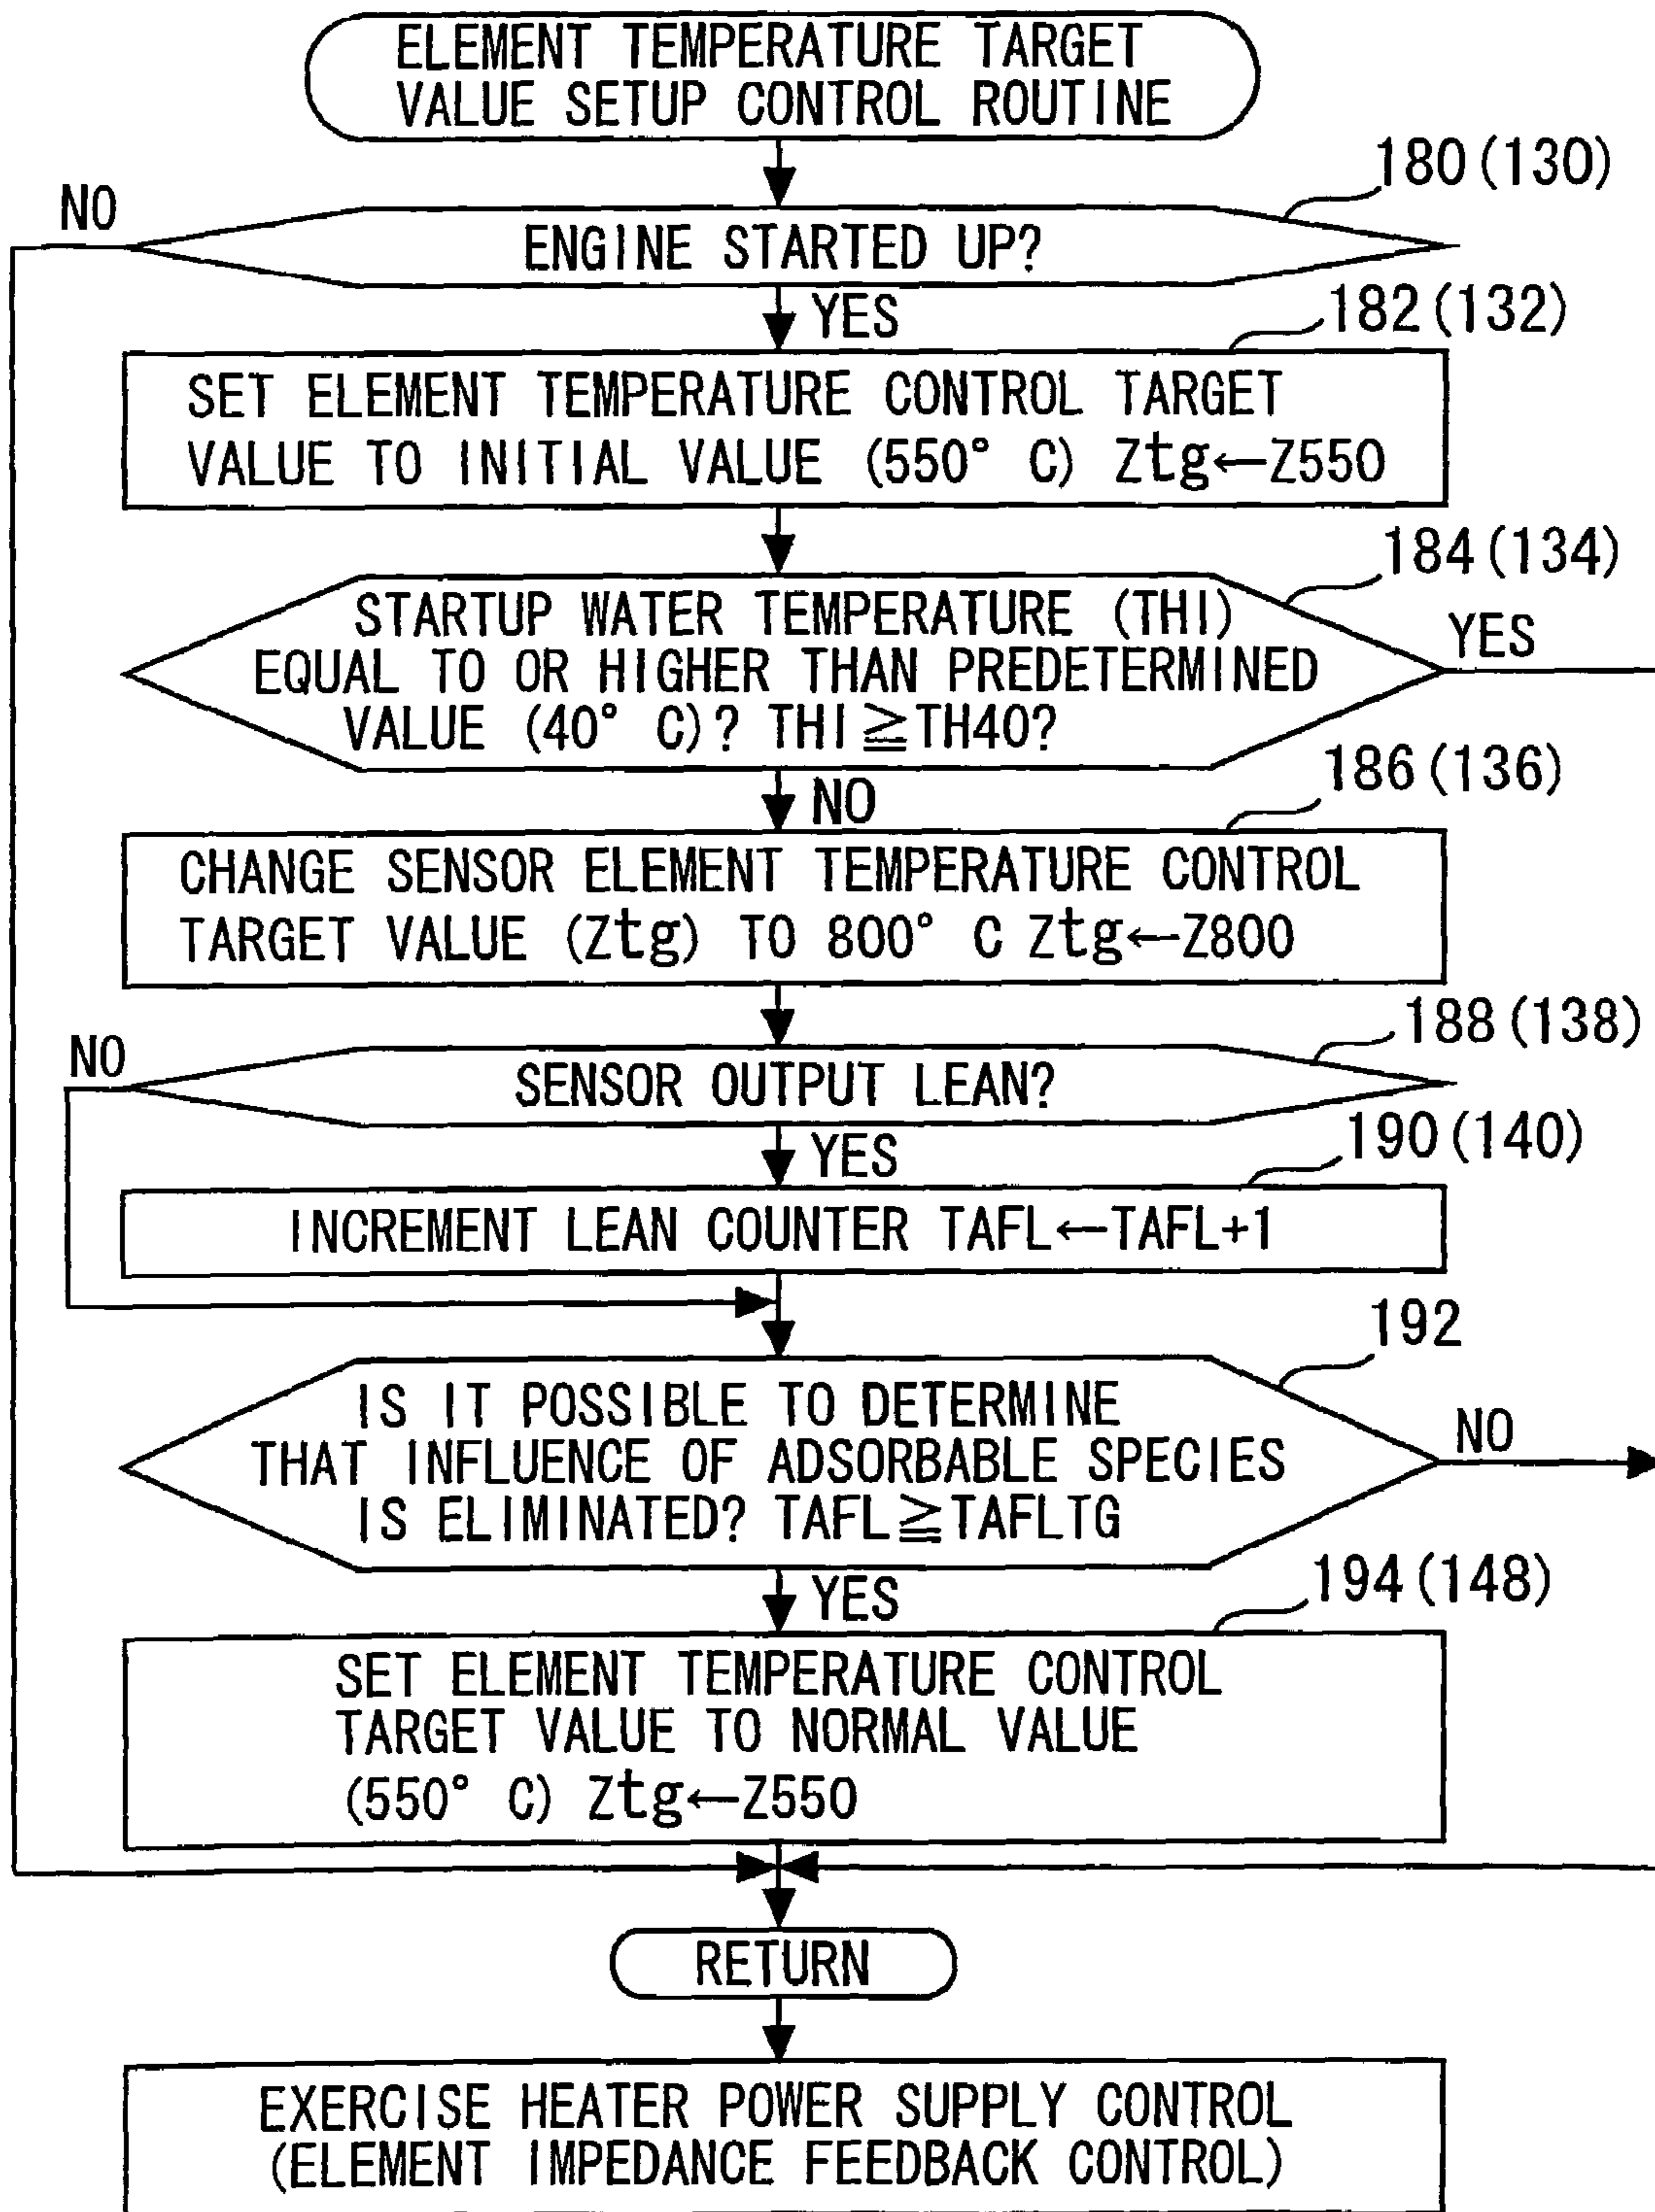 ELEMENT TEMPERATURE TARGET
VALUE SETUP CONTROL ROUTINE
180(130)
NO
ENGINE STARTED UP?
YES
182(132)
SET ELEMENT TEMPERATURE CONTROL TARGET
VALUE TO INITIAL VALUE (550° C) Ztg←Z550
184(134)
STARTUP WATER TEMPERATURE (THI)
EQUAL TO OR HIGHER THAN PREDETERMINED
VALUE (40° C)? THI≧TH40?
YES
NO
186(136)
CHANGE SENSOR ELEMENT TEMPERATURE CONTROL
TARGET VALUE (Ztg) TO 800° C Ztg←Z800
188(138)
NO
SENSOR OUTPUT LEAN?
YES
190(140)
INCREMENT LEAN COUNTER TAFL←TAFL+1
192
IS IT POSSIBLE TO DETERMINE
THAT INFLUENCE OF ADSORBABLE SPECIES
IS ELIMINATED? TAFL≧TAFLTG
NO
YES
194(148)
SET ELEMENT TEMPERATURE CONTROL
TARGET VALUE TO NORMAL VALUE
(550° C) Ztg←Z550
RETURN
EXERCISE HEATER POWER SUPPLY CONTROL
(ELEMENT IMPEDANCE FEEDBACK CONTROL)